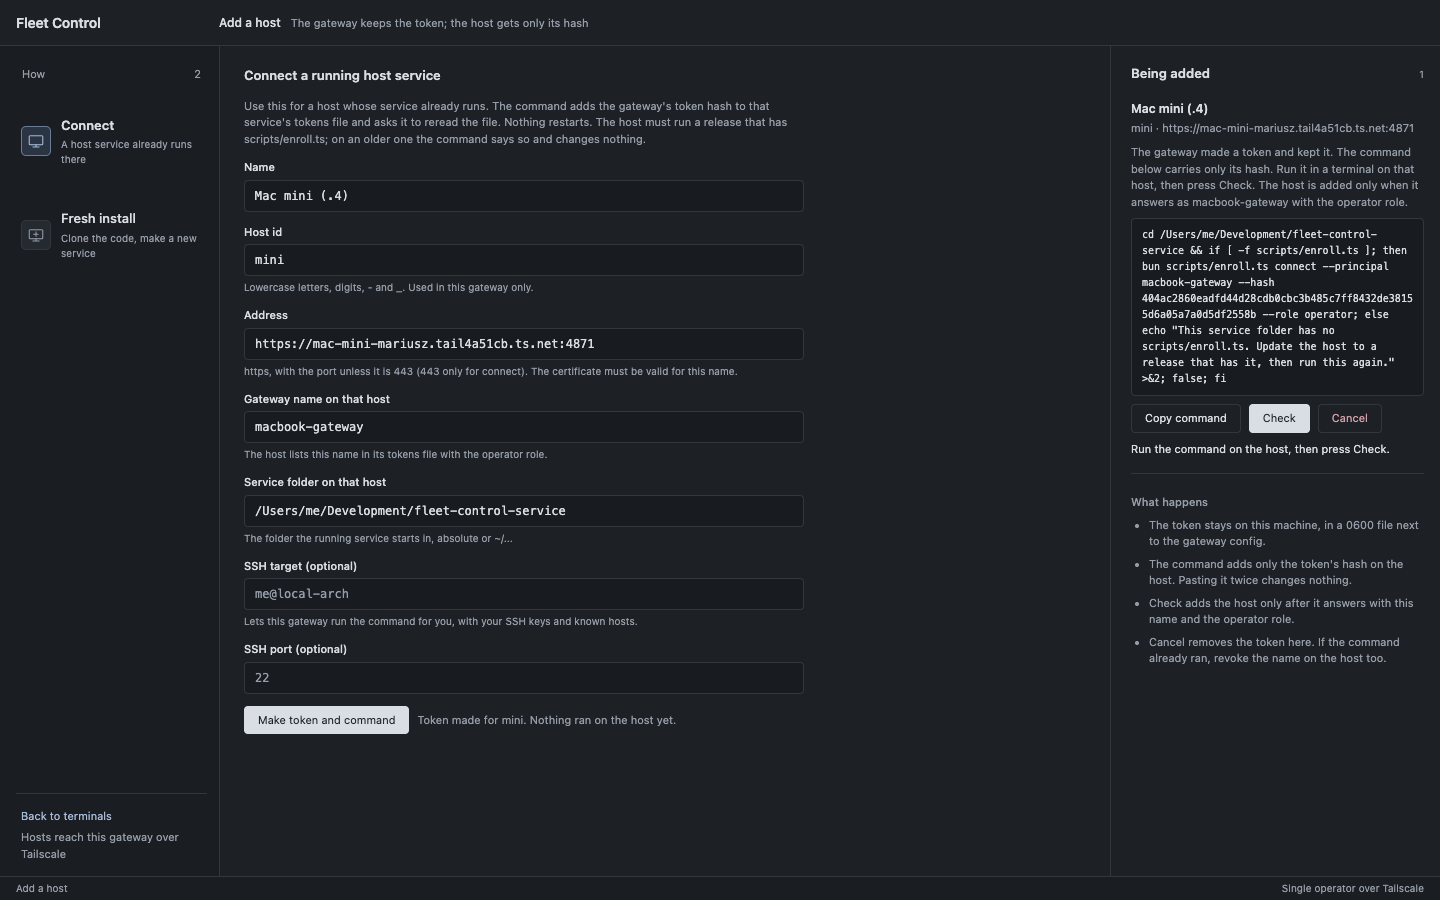 Fleet Control
Add a host
The gateway keeps the token; the host gets only its hash
How
2
Connect
A host service already runs
there
Fresh install
Clone the code, make a new
service
Back to terminals
Hosts reach this gateway over
Tailscale
Connect a running host service
Use this for a host whose service already runs. The command adds the gateway's token hash to that
service's tokens file and asks it to reread the file. Nothing restarts. The host must run a release that has
scripts/enroll.ts; on an older one the command says so and changes nothing.
Name
Mac mini (.4)
Host id
mini
Lowercase letters, digits, - and _. Used in this gateway only.
Address
https://mac-mini-mariusz.tail4a51cb.ts.net:4871
https, with the port unless it is 443 (443 only for connect). The certificate must be valid for this name.
Gateway name on that host
macbook-gateway
The host lists this name in its tokens file with the operator role.
Service folder on that host
/Users/me/Development/fleet-control-service
The folder the running service starts in, absolute or ~/...
SSH target (optional)
me@local-arch
Lets this gateway run the command for you, with your SSH keys and known hosts.
SSH port (optional)
22
Make token and command
Token made for mini. Nothing ran on the host yet.
Being added
1
Mac mini (.4)
mini · https://mac-mini-mariusz.tail4a51cb.ts.net:4871
The gateway made a token and kept it. The command
below carries only its hash. Run it in a terminal on that
host, then press Check. The host is added only when it
answers as macbook-gateway with the operator role.
cd /Users/me/Development/fleet-control-
service && if [ -f scripts/enroll.ts ]; then
bun scripts/enroll.ts connect --principal
macbook-gateway --hash
404ac2860eadfd44d28cdb0cbc3b485c7ff8432de3815
5d6a05a7a0d5df2558b --role operator; else
echo "This service folder has no
scripts/enroll.ts. Update the host to a
release that has it, then run this again."
>&2; false; fi
Copy command
Check
Cancel
Run the command on the host, then press Check.
What happens
• The token stays on this machine, in a 0600 file next
to the gateway config.
• The command adds only the token's hash on the
host. Pasting it twice changes nothing.
• Check adds the host only after it answers with this
name and the operator role.
• Cancel removes the token here. If the command
already ran, revoke the name on the host too.
Add a host
Single operator over Tailscale